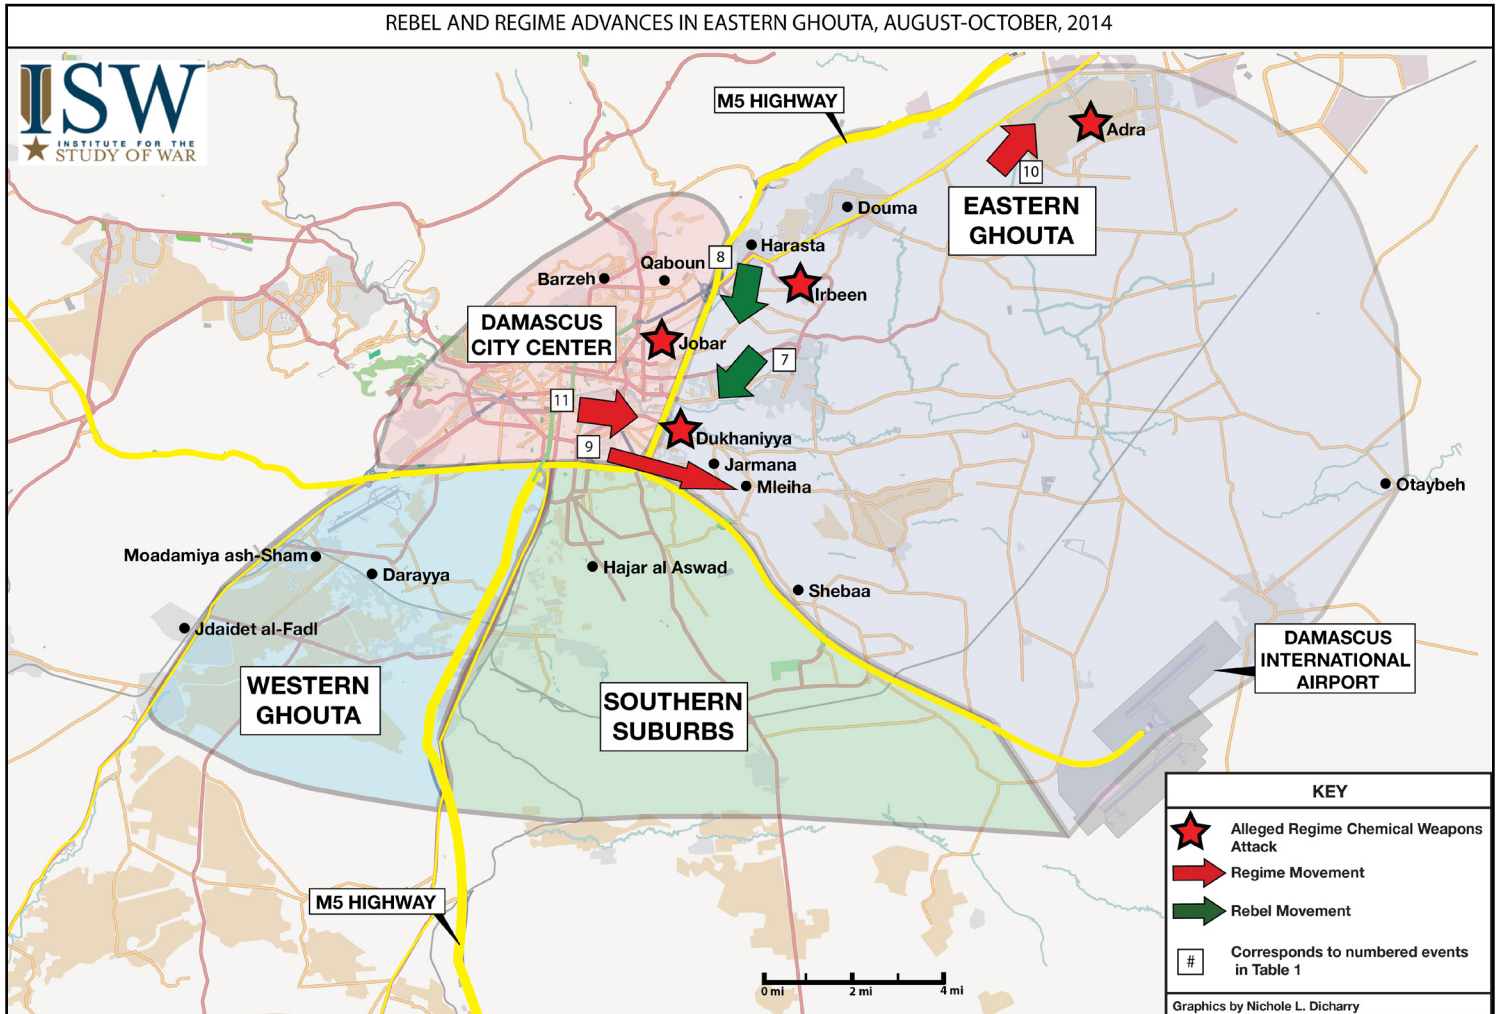 REBEL AND REGIME ADVANCES IN EASTERN GHOUTA, AUGUST-OCTOBER, 2014
ISW
INSTITUTE FOR THE
STUDY OF WAR
M5 HIGHWAY
Adra
10
EASTERN
GHOUTA
Douma
Harasta
8
Qaboun
Barzeh
Irbeen
DAMASCUS
CITY CENTER
Jobar
7
11
9
Dukhaniyya
Jarmana
Mleiha
Otaybeh
Moadamiya ash-Sham
Darayya
Hajar al Aswad
Shebaa
Jdaidet al-Fadl
DAMASCUS
INTERNATIONAL
AIRPORT
WESTERN
GHOUTA
SOUTHERN
SUBURBS
M5 HIGHWAY
0 mi
2 mi
4 mi
KEY
Alleged Regime Chemical Weapons
Attack
Regime Movement
Rebel Movement
#
Corresponds to numbered events
in Table 1
Graphics by Nichole L. Dicharry